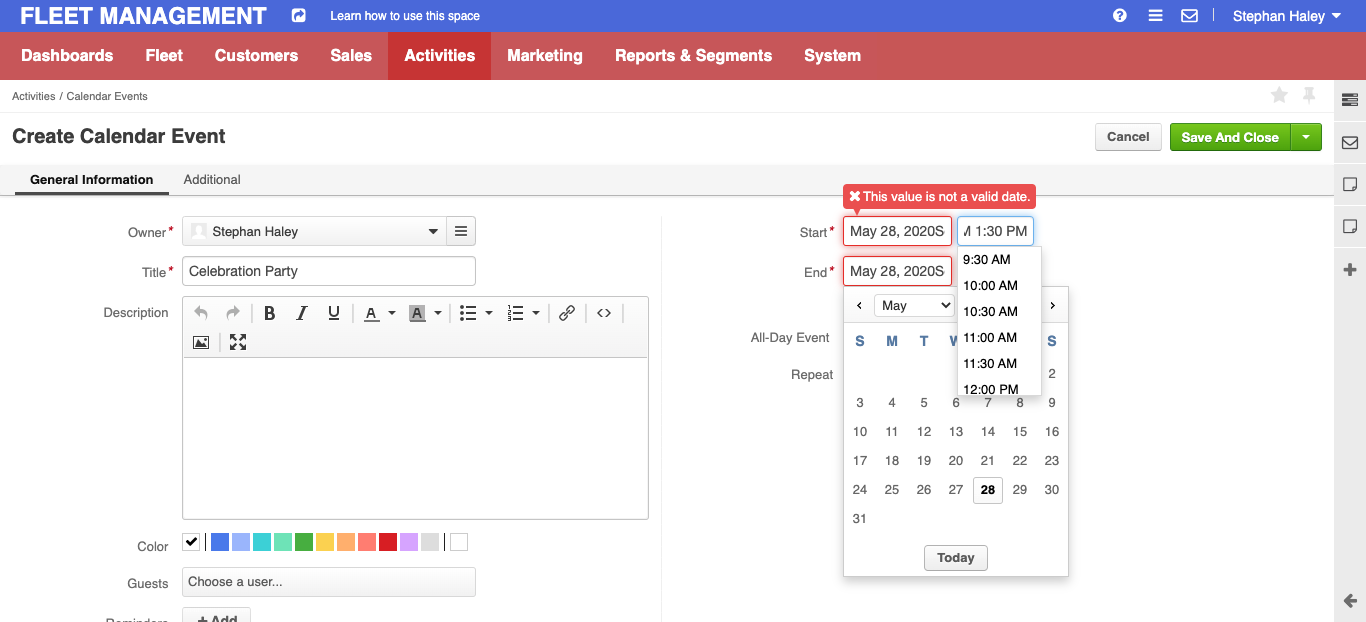 FLEET MANAGEMENT Learn how to use this space Stephan Haley
Dashboards Fleet Customers Sales Activities Marketing Reports & Segments System
Activities / Calendar Events
Create Calendar Event Cancel Save And Close
General Information Additional
This value is not a valid date.
Owner* Stephan Haley Start* May 28, 2020S M 1:30 PM
Title* Celebration Party End* May 28, 2020S
9:30 AM
10:00 AM
10:30 AM
11:00 AM
11:30 AM
12:00 PM
Description B I U A A
May
All-Day Event
S M T W S
Repeat
2
3 4 5 6 7 8 9
10 11 12 13 14 15 16
17 18 19 20 21 22 23
24 25 26 27 28 29 30
31
Today
Color
Guests Choose a user...
Reminders + Add